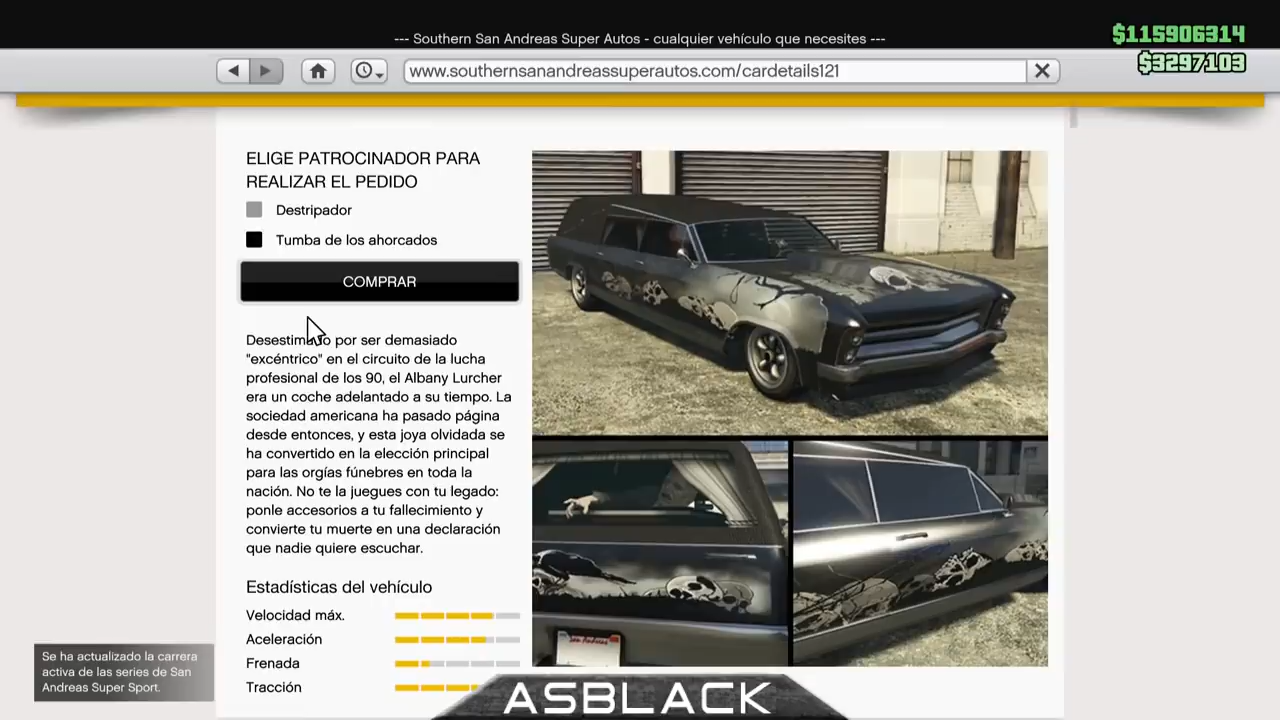 --- Southern San Andreas Super Autos - cualquier vehículo que necesites ---
$115906314
$3297103
www.southernsanandreassuperautos.com/cardetails121
ELIGE PATROCINADOR PARA
REALIZAR EL PEDIDO
Destripador
Tumba de los ahorcados
COMPRAR
por ser demasiado
"excéntrico" en el circuito de la lucha
profesional de los 90, el Albany Lurcher
era un coche adelantado a su tiempo. La
sociedad americana ha pasado página
desde entonces, y esta joya olvidada se
ha convertido en la elección principal
para las orgías fúnebres en toda la
nación. No te la juegues con tu legado:
ponle accesorios a tu fallecimiento y
convierte tu muerte en una declaración
que nadie quiere escuchar.
Estadísticas del vehículo
Velocidad máx.
Aceleración
Frenada
Tracción
Se ha actualizado la carrera
activa de las series de San
Andreas Super Sport.
ASBLACK